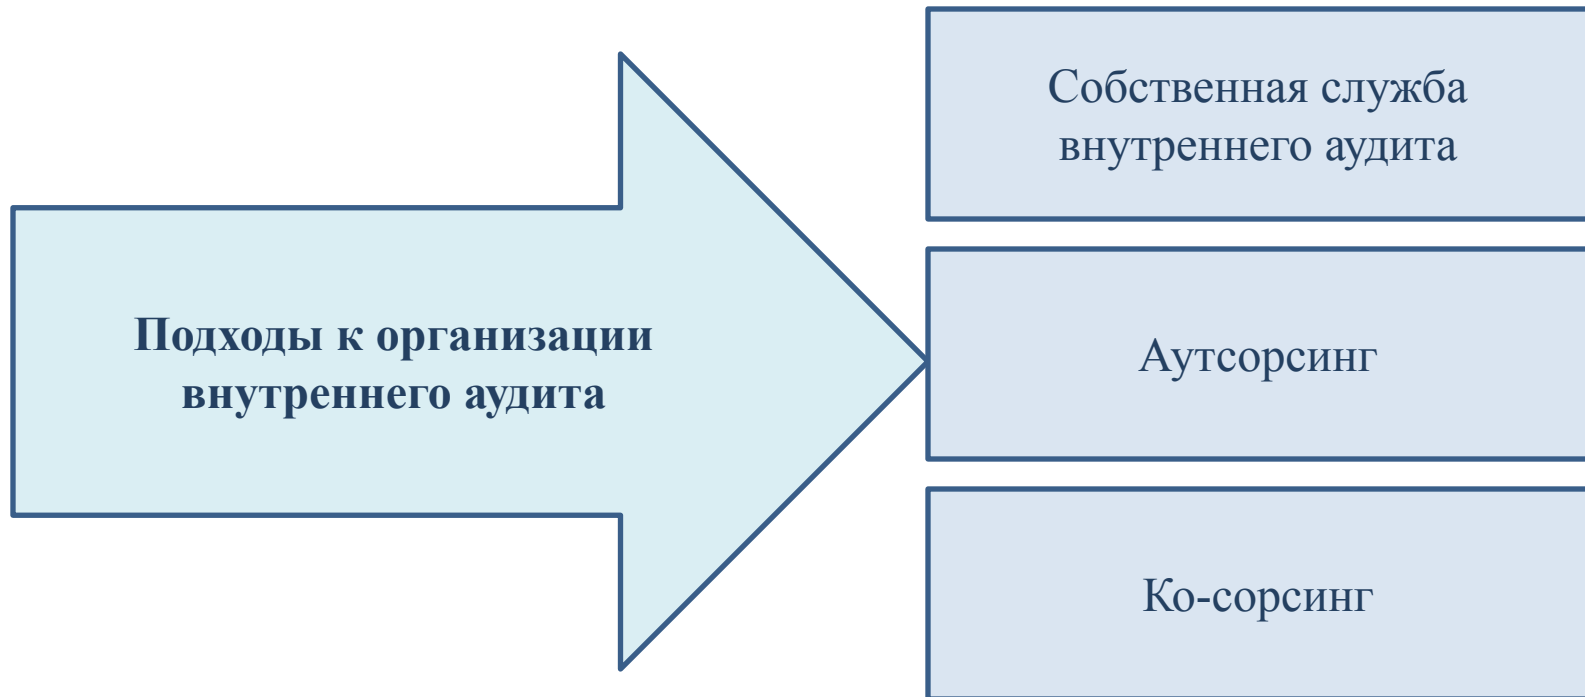 Подходы к организации
внутреннего аудита
Собственная служба
внутреннего аудита
Аутсорсинг
Ко-сорсинг